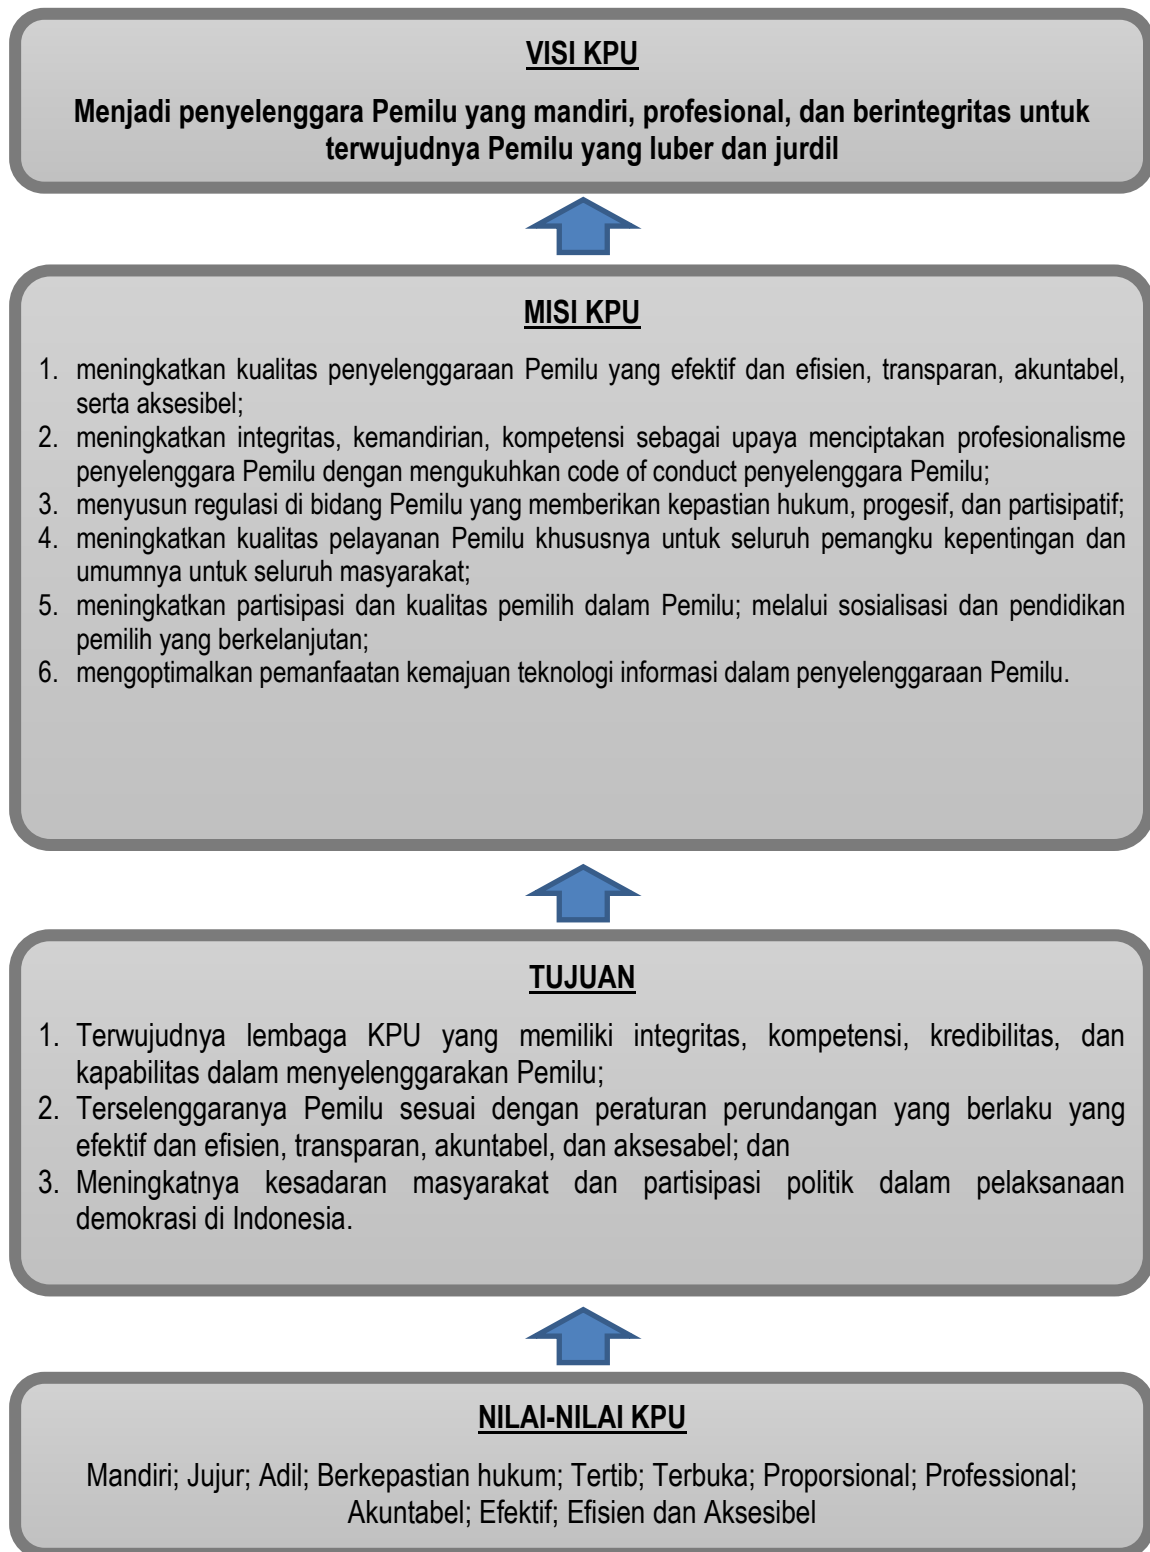 VISI KPU
Menjadi penyelenggara Pemilu yang mandiri, profesional, dan berintegritas untuk
terwujudnya Pemilu yang luber dan jurdil
MISI KPU
1. meningkatkan kualitas penyelenggaraan Pemilu yang efektif dan efisien, transparan, akuntabel,
serta aksesibel;
2. meningkatkan integritas, kemandirian, kompetensi sebagai upaya menciptakan profesionalisme
penyelenggara Pemilu dengan mengukuhkan code of conduct penyelenggara Pemilu;
3. menyusun regulasi di bidang Pemilu yang memberikan kepastian hukum, progesif, dan partisipatif;
4. meningkatkan kualitas pelayanan Pemilu khususnya untuk seluruh pemangku kepentingan dan
umumnya untuk seluruh masyarakat;
5. meningkatkan partisipasi dan kualitas pemilih dalam Pemilu; melalui sosialisasi dan pendidikan
pemilih yang berkelanjutan;
6. mengoptimalkan pemanfaatan kemajuan teknologi informasi dalam penyelenggaraan Pemilu.
TUJUAN
1. Terwujudnya lembaga KPU yang memiliki integritas, kompetensi, kredibilitas, dan
kapabilitas dalam menyelenggarakan Pemilu;
2. Terselenggaranya Pemilu sesuai dengan peraturan perundangan yang berlaku yang
efektif dan efisien, transparan, akuntabel, dan aksesabel; dan
3. Meningkatnya kesadaran masyarakat dan partisipasi politik dalam pelaksanaan
demokrasi di Indonesia.
NILAI-NILAI KPU
Mandiri; Jujur; Adil; Berkepastian hukum; Tertib; Terbuka; Proporsional; Professional;
Akuntabel; Efektif; Efisien dan Aksesibel